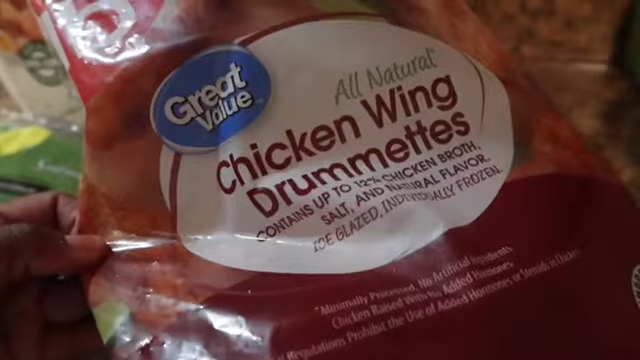 Great
Value
All Natural*
Chicken Wing
Drummettes
CONTAINS UP TO 12% CHICKEN BROTH,
SALT, AND NATURAL FLAVOR.
ICE GLAZED, INDIVIDUALLY FROZEN.
*Minimally Processed, No Artificial Ingredients
Chicken Raised With No Added Hormones
Regulations Prohibit the Use of Added Hormones or Steroids in Chicken